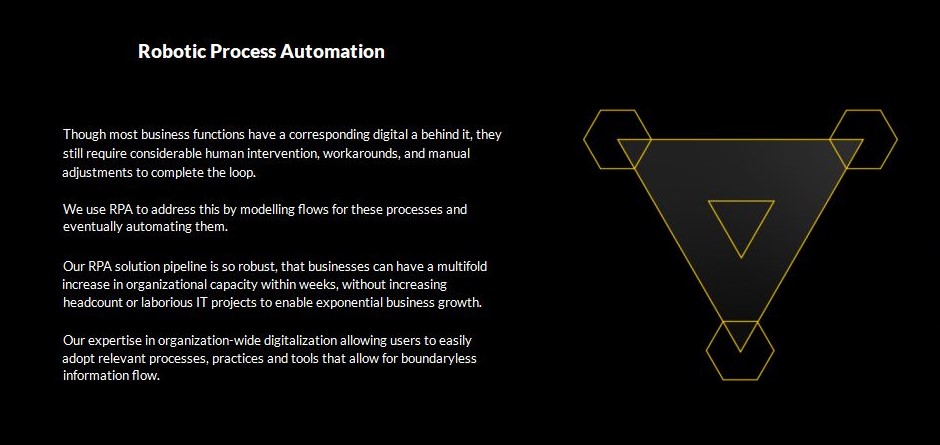 Robotic Process Automation
Though most business functions have a corresponding digital a behind it, they
still require considerable human intervention, workarounds, and manual
adjustments to complete the loop.
We use RPA to address this by modelling flows for these processes and
eventually automating them.
Our RPA solution pipeline is so robust, that businesses can have a multifold
increase in organizational capacity within weeks, without increasing
headcount or laborious IT projects to enable exponential business growth.
Our expertise in organization-wide digitalization allowing users to easily
adopt relevant processes, practices and tools that allow for boundaryless
information flow.